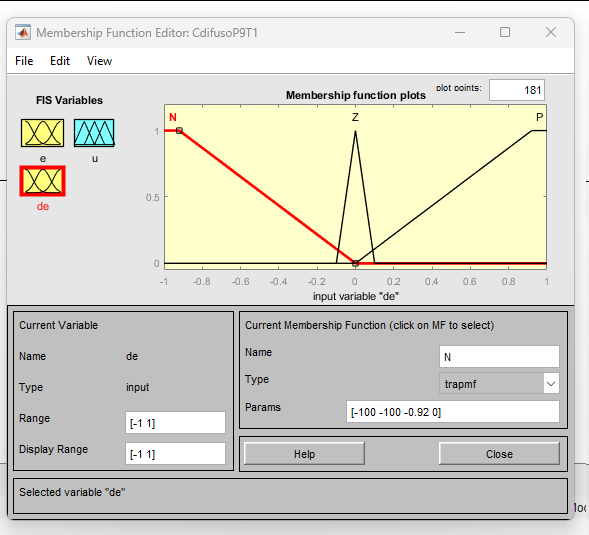 Membership Function Editor: CdifusoP9T1
File Edit View
FIS Variables
e
u
de
Membership function plots
plot points:
181
N
Z
P
1
0.5
0
-1 -0.8 -0.6 -0.4 -0.2 0 0.2 0.4 0.6 0.8 1
input variable "de"
Current Variable
Name de
Type input
Range [-1 1]
Display Range [-1 1]
Current Membership Function (click on MF to select)
Name N
Type trapmf
Params [-100 -100 -0.92 0]
Help Close
Selected variable "de"